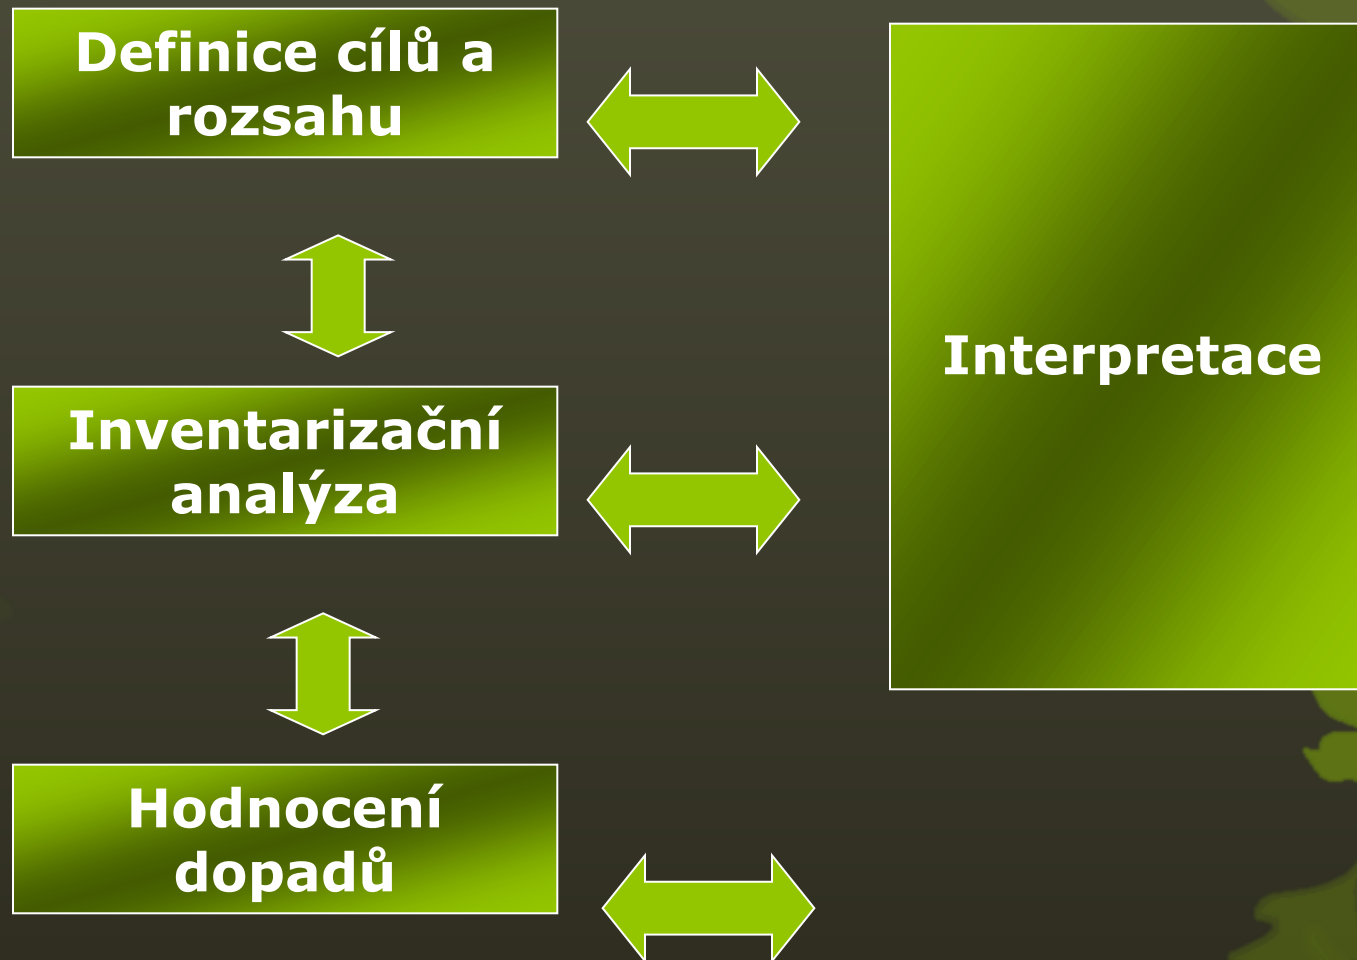 Definice cílů a
rozsahu
Interpretace
Inventarizační
analýza
Hodnocení
dopadů